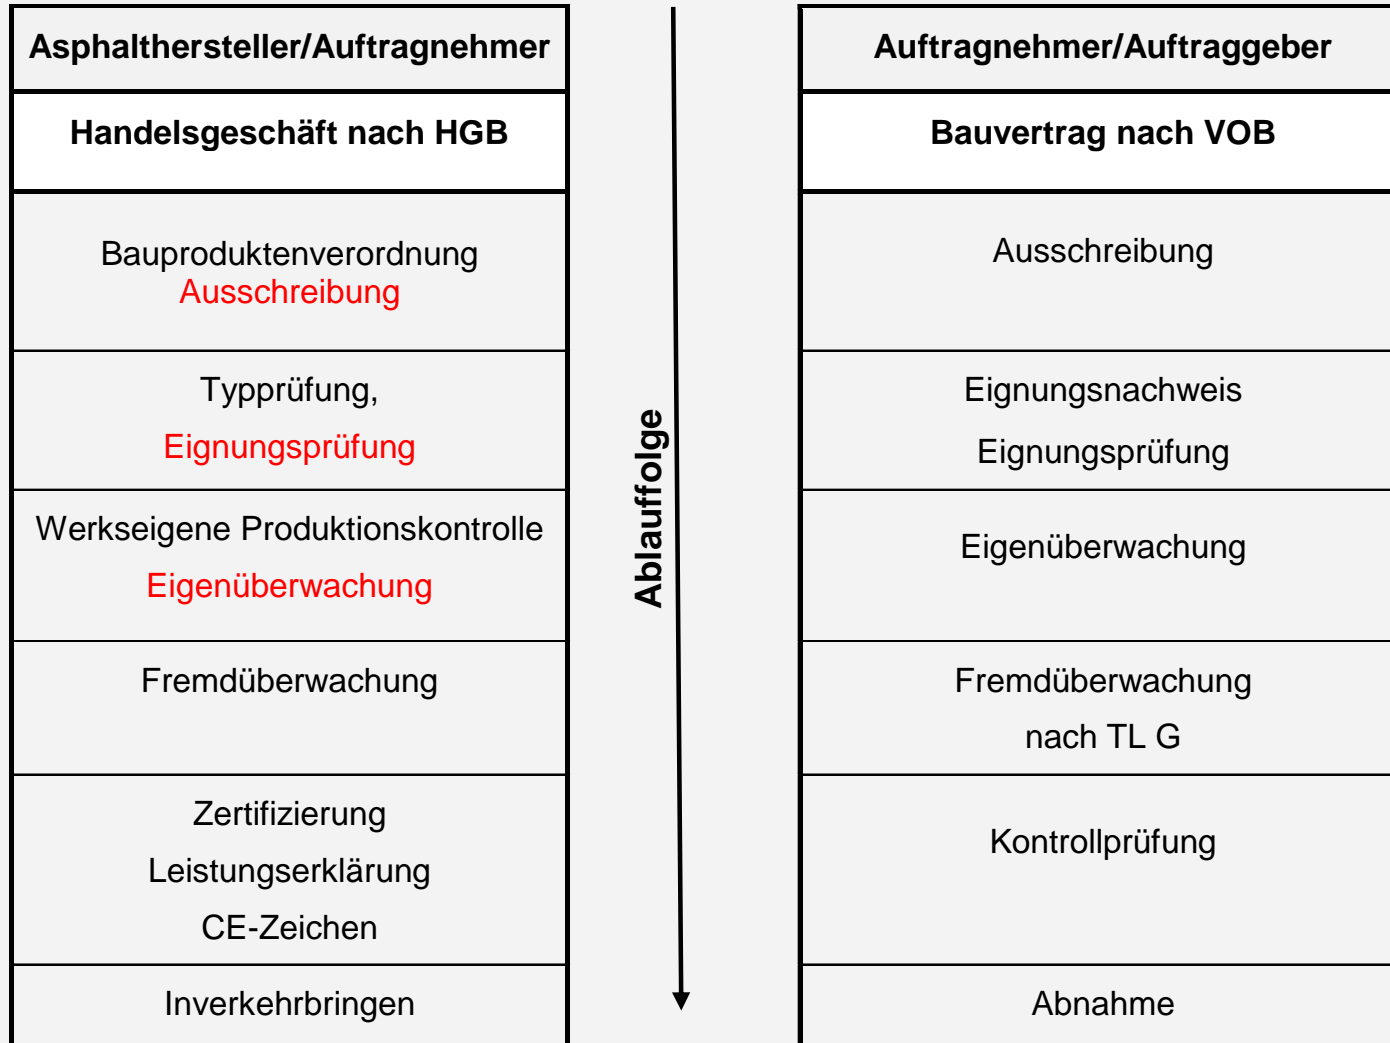 Asphalthersteller/Auftragnehmer
Handelsgeschäft nach HGB
Bauproduktenverordnung
Ausschreibung
Typprüfung,
Eignungsprüfung
Werkseigene Produktionskontrolle
Eigenüberwachung
Fremdüberwachung
Zertifizierung
Leistungserklärung
CE-Zeichen
Inverkehrbringen
Ablauffolge
Auftragnehmer/Auftraggeber
Bauvertrag nach VOB
Ausschreibung
Eignungsnachweis
Eignungsprüfung
Eigenüberwachung
Fremdüberwachung
nach TL G
Kontrollprüfung
Abnahme